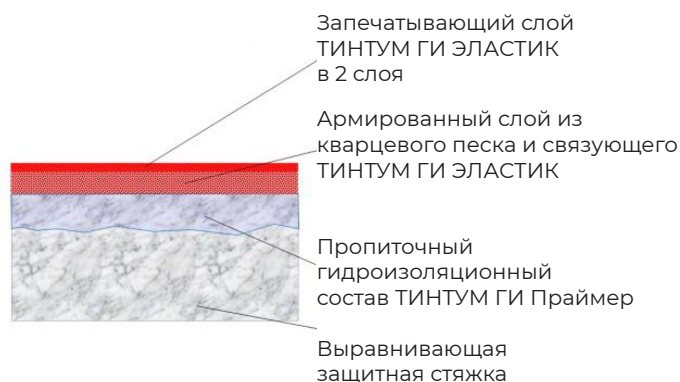 Запечатывающий слой
ТИНТУМ ГИ ЭЛАСТИК
в 2 слоя
Армированный слой из
кварцевого песка и связующего
ТИНТУМ ГИ ЭЛАСТИК
Пропиточный
гидроизоляционный
состав ТИНТУМ ГИ Праймер
Выравнивающая
защитная стяжка